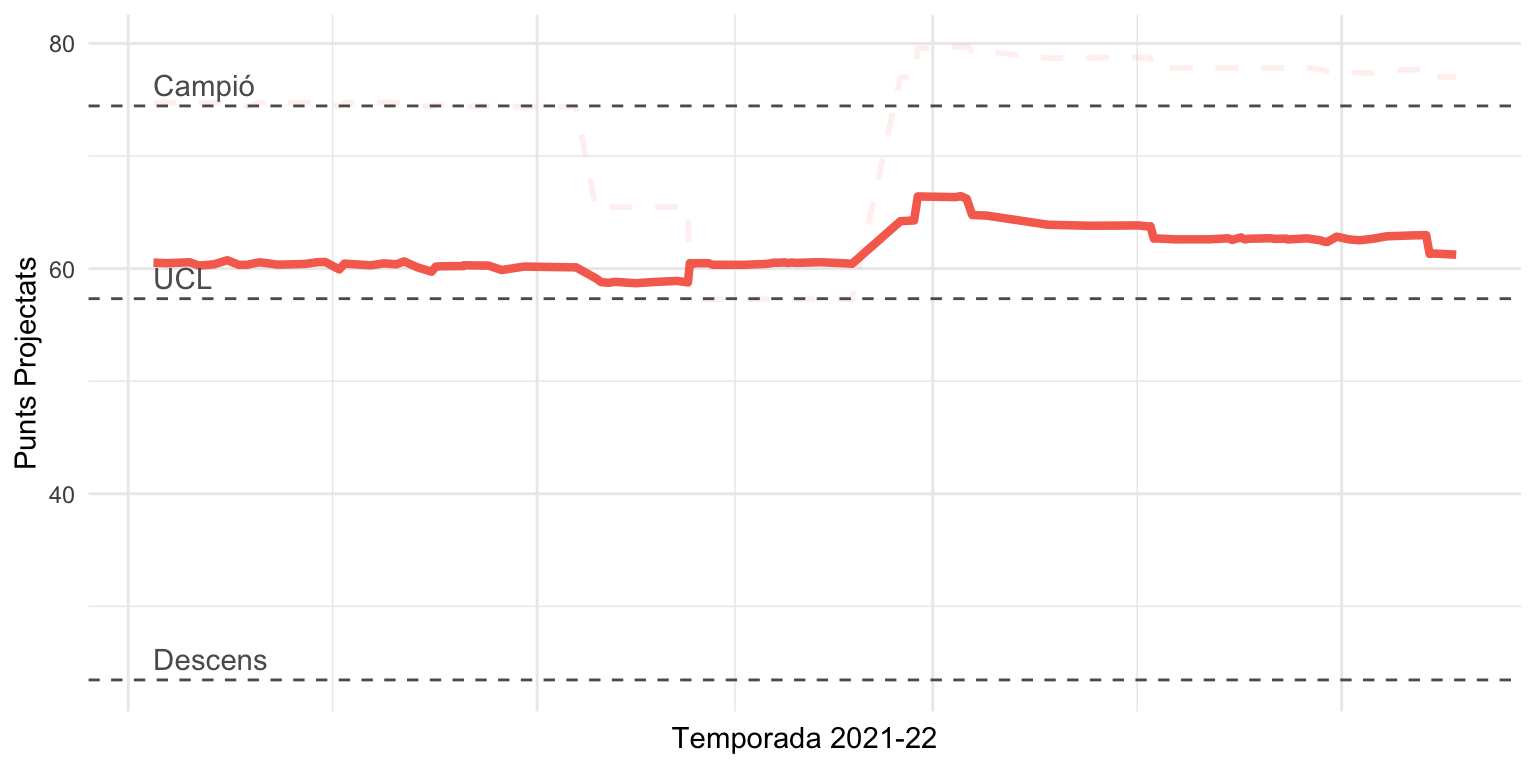 80
Campió
60
UCL
Punts Projectats
40
Descens
Temporada 2021-22